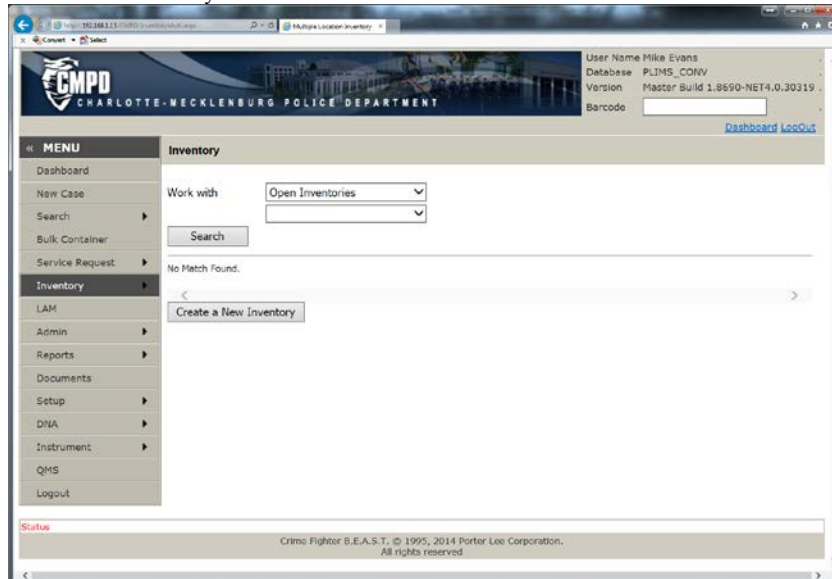 Multiple Location Inventory
Convert Select
CMPD
CHARLOTTE-MECKLENBURG POLICE DEPARTMENT
User Name Mike Evans
Database PLIMS_CONV
Version Master Build 1.8690-NET4.0.30319 .
Barcode
Dashboard LogOut
« MENU
Dashboard
New Case
Search
Bulk Container
Service Request
Inventory
LAM
Admin
Reports
Documents
Setup
DNA
Instrument
QMS
Logout
Inventory
Work with Open Inventories
Search
No Match Found.
Create a New Inventory
Status
Crime Fighter B.E.A.S.T. © 1995, 2014 Porter Lee Corporation.
All rights reserved